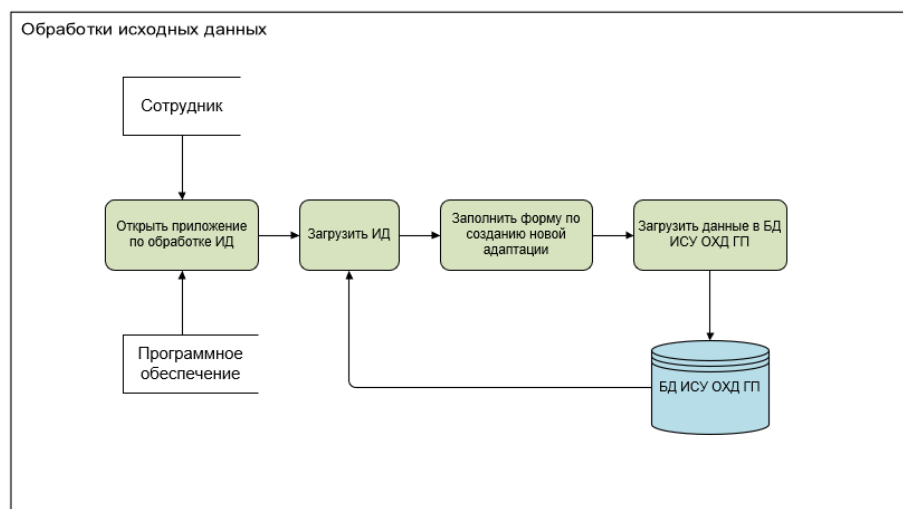 Обработки исходных данных
Сотрудник
Открыть приложение
по обработке ИД
Загрузить ИД
Заполнить форму по
созданию новой
адаптации
Загрузить данные в БД
ИСУ ОХД ГП
Программное
обеспечение
БД ИСУ ОХД ГП